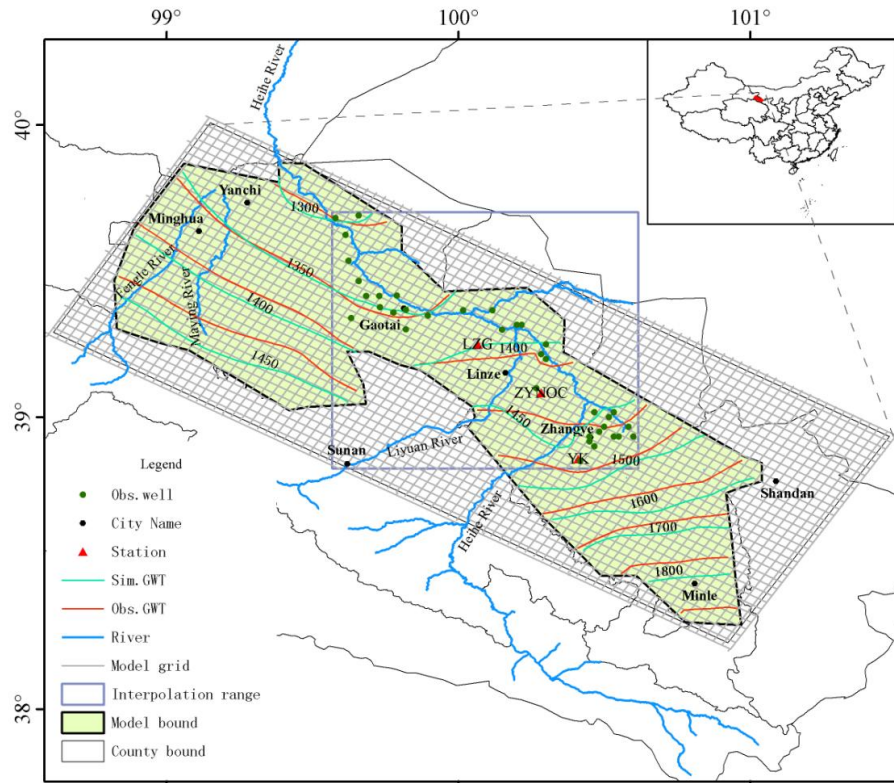 99°
100°
101°
40°
39°
38°
Heihe River
Yanchi
Minghua
1300
Fengle River
Maying River
1350
1400
1450
Gaotai
LZG
1400
Linze
ZYNOC
1450
Zhangye
YK
1500
Sunan
Liyuan River
Heihe River
Shandan
1600
1700
1800
Minle
Legend
Obs.well
City Name
Station
Sim.GWT
Obs.GWT
River
Model grid
Interpolation range
Model bound
County bound